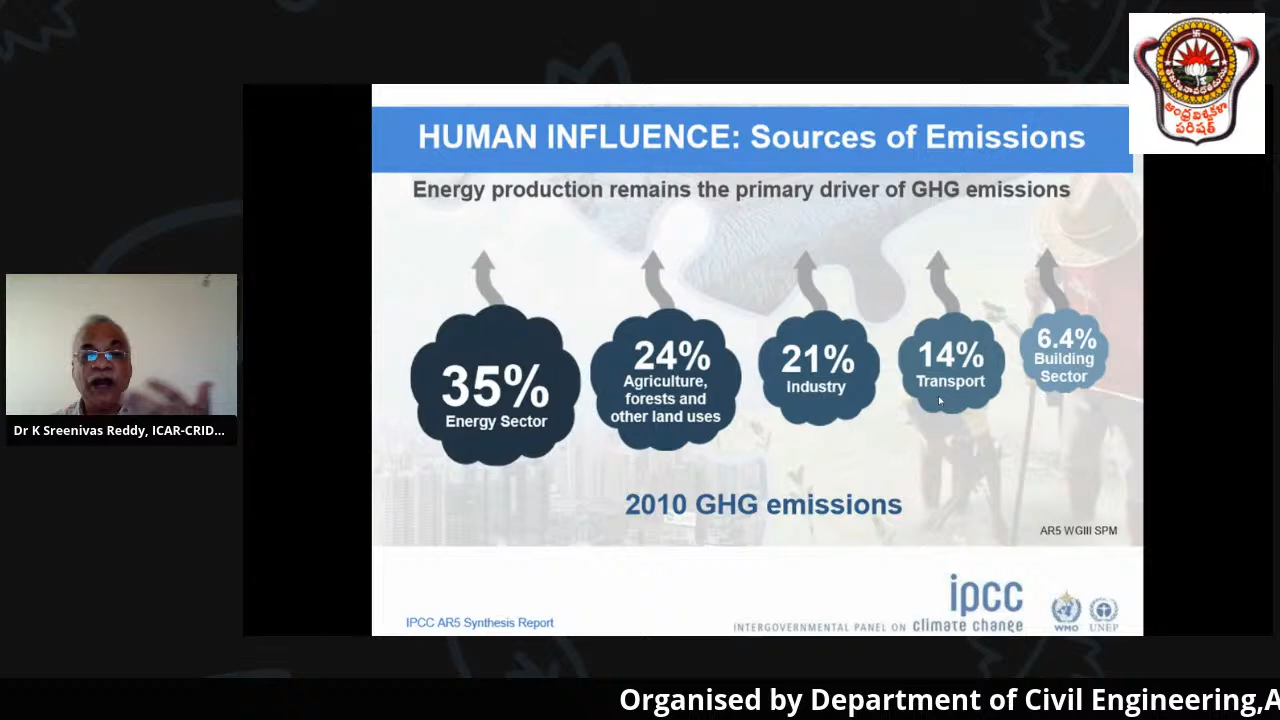 HUMAN INFLUENCE: Sources of Emissions
Energy production remains the primary driver of GHG emissions
35%
Energy Sector
24%
Agriculture,
forests and
other land uses
21%
Industry
14%
Transport
6.4%
Building
Sector
2010 GHG emissions
AR5 WGIII SPM
IPCC AR5 Synthesis Report
ipcc
INTERGOVERNMENTAL PANEL ON climate change
WMO
UNEP
Dr K Sreenivas Reddy, ICAR-CRID...
ఆంధ్ర విశ్వకళా
పరిషత్
Organised by Department of Civil Engineering,A